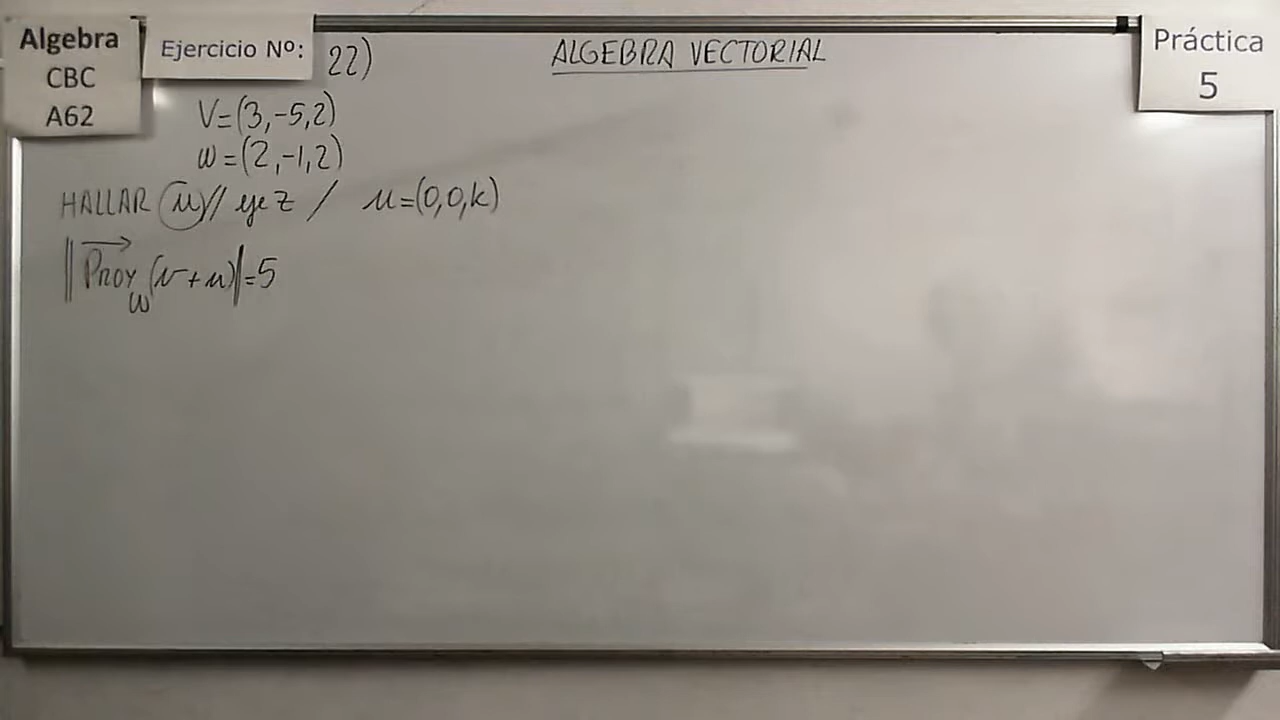 Algebra
CBC
A62
Ejercicio Nº: 22)
ALGEBRA VECTORIAL
Práctica
5
V=(3,-5,2)
w=(2,-1,2)
HALLAR u // eje z / u=(0,0,k)
||Proy w (v+u)||=5